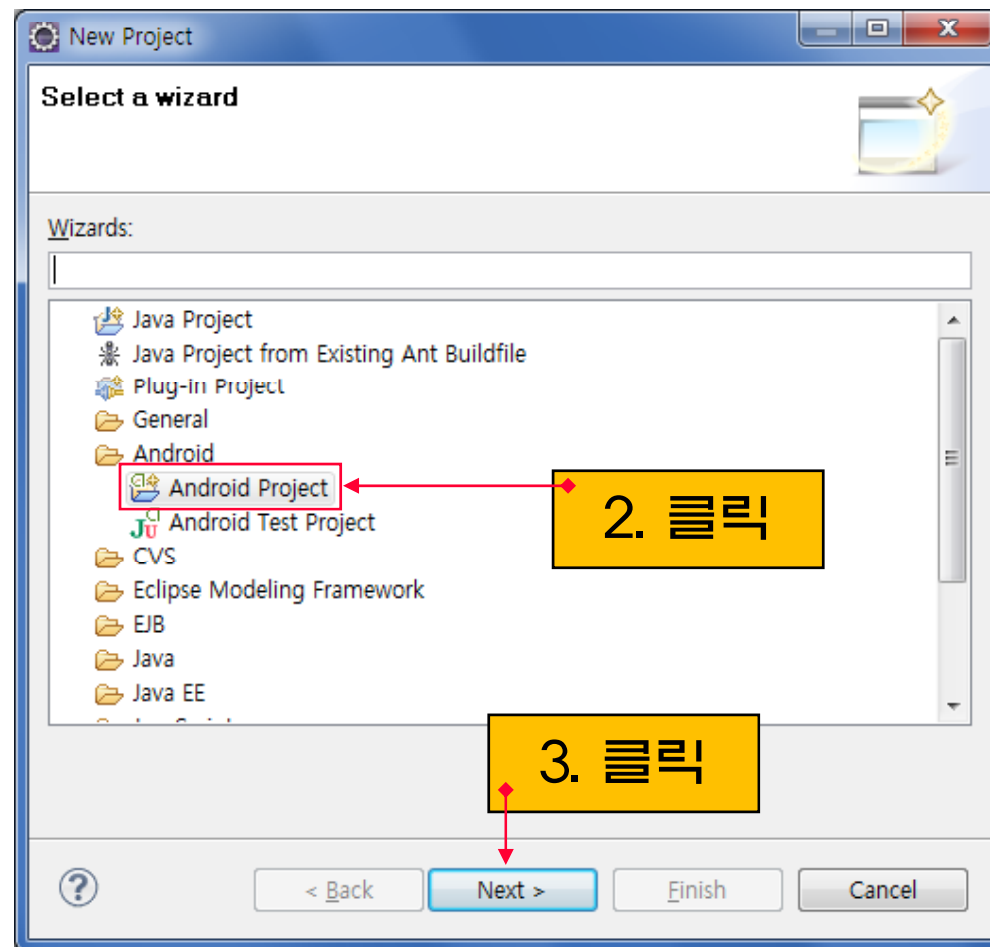 New Project
Select a wizard
Wizards:
Java Project
Java Project from Existing Ant Buildfile
Plug-in Project
General
Android
Android Project
Android Test Project
2. 클릭
CVS
Eclipse Modeling Framework
EJB
Java
Java EE
3. 클릭
< Back
Next >
Finish
Cancel